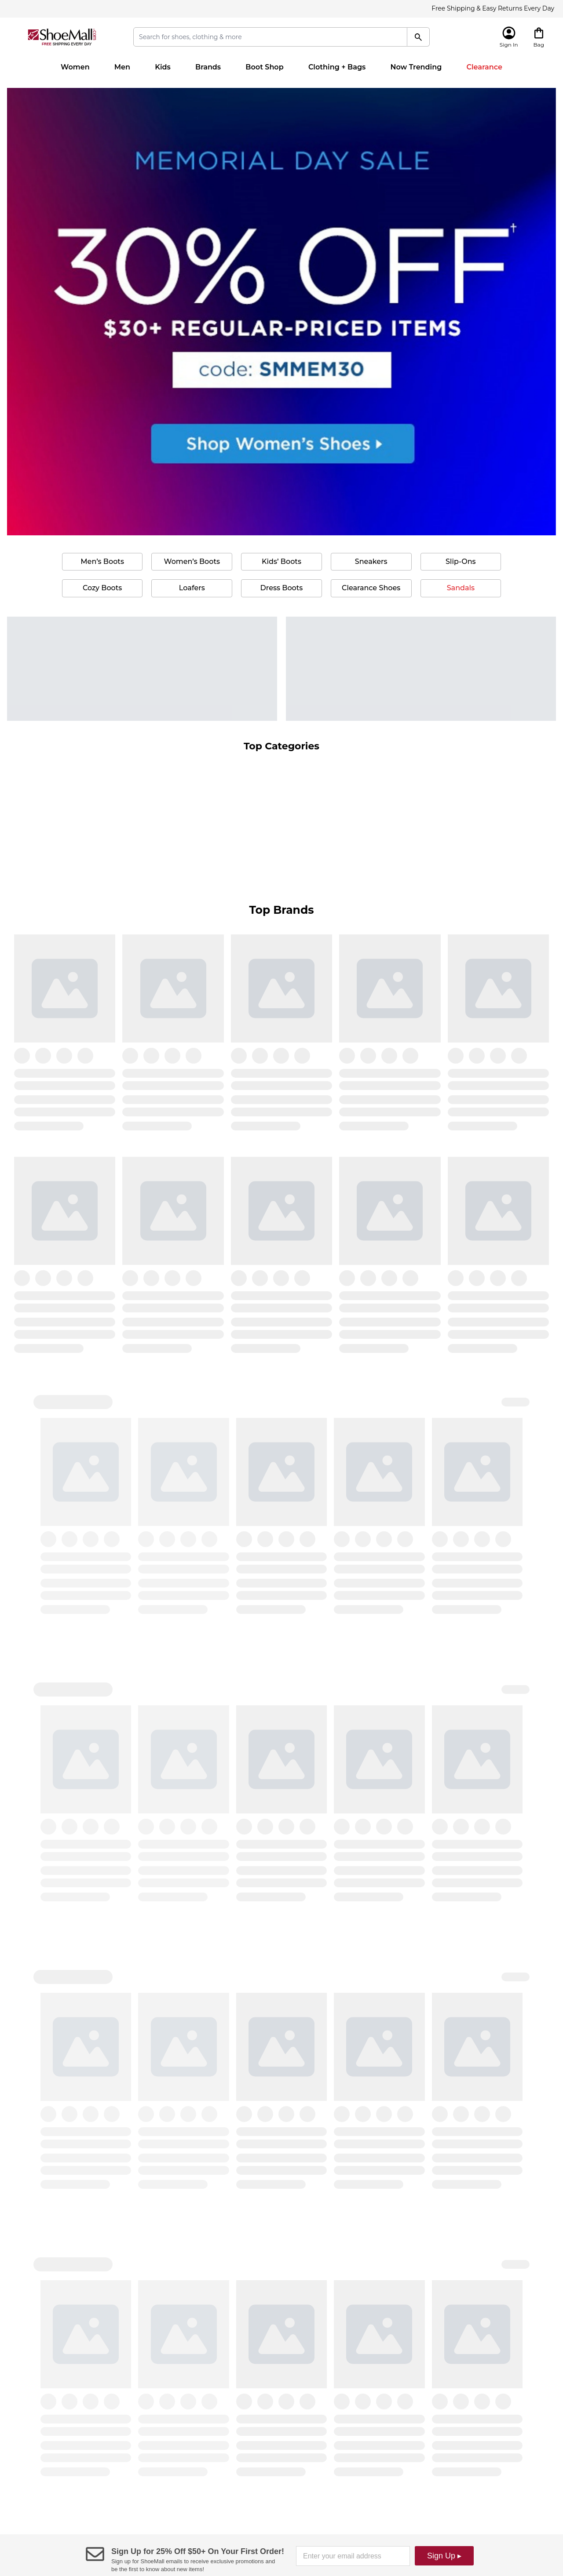 Free Shipping & Easy Returns Every Day
ShoeMall
FREE SHIPPING EVERY DAY
Search for shoes, clothing & more
Sign In
Bag
Women Men Kids Brands Boot Shop Clothing + Bags Now Trending Clearance
MEMORIAL DAY SALE
30% OFF†
$30+ REGULAR-PRICED ITEMS
code: SMMEM30
Shop Women's Shoes
Men's Boots Women's Boots Kids' Boots Sneakers Slip-Ons
Cozy Boots Loafers Dress Boots Clearance Shoes Sandals
Top Categories
Top Brands
Sign Up for 25% Off $50+ On Your First Order!
Sign up for ShoeMall emails to receive exclusive promotions and
be the first to know about new items!
Enter your email address
Sign Up ▸